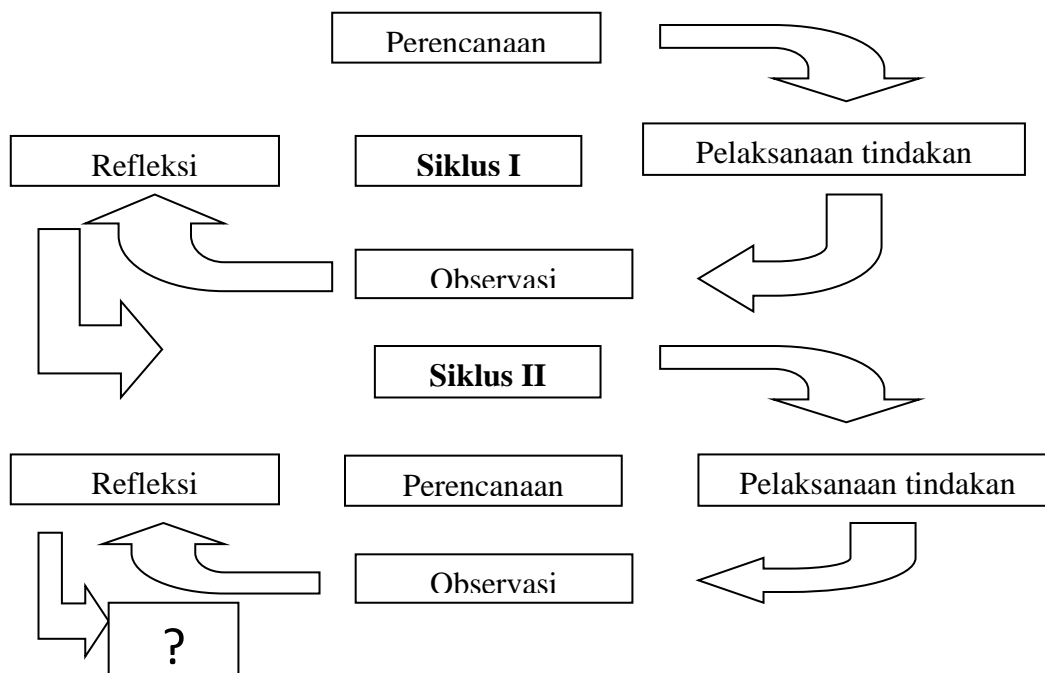 Perencanaan
Refleksi
Siklus I
Pelaksanaan tindakan
Observasi
Siklus II
Refleksi
Perencanaan
Pelaksanaan tindakan
Observasi
?